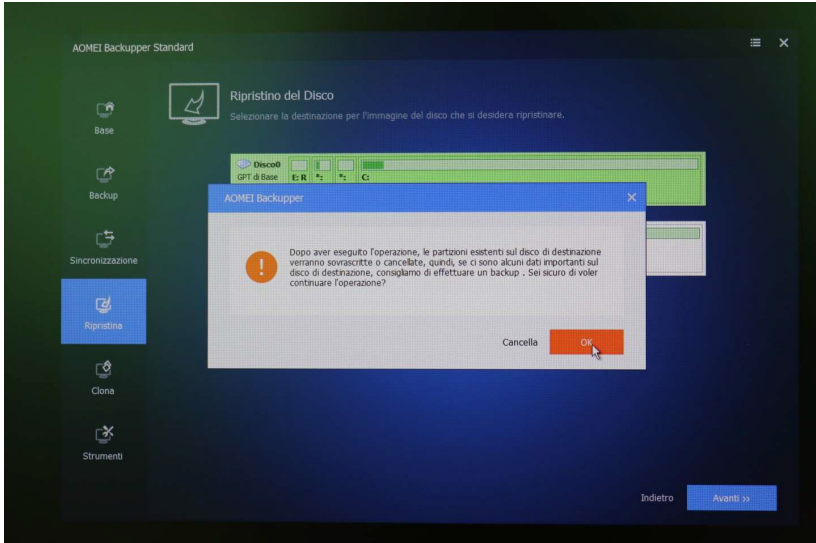 AOMEI Backupper Standard
Base
Backup
Sincronizzazione
Ripristina
Clona
Strumenti
Ripristino del Disco
Selezionare la destinazione per l'immagine del disco che si desidera ripristinare.
Disco0
GPT di Base E: R *: *: C:
AOMEI Backupper
Dopo aver eseguito l'operazione, le partizioni esistenti sul disco di destinazione
verranno sovrascritte o cancellate, quindi, se ci sono alcuni dati importanti sul
disco di destinazione, consigliamo di effettuare un backup . Sei sicuro di voler
continuare l'operazione?
Cancella OK
Indietro Avanti >>